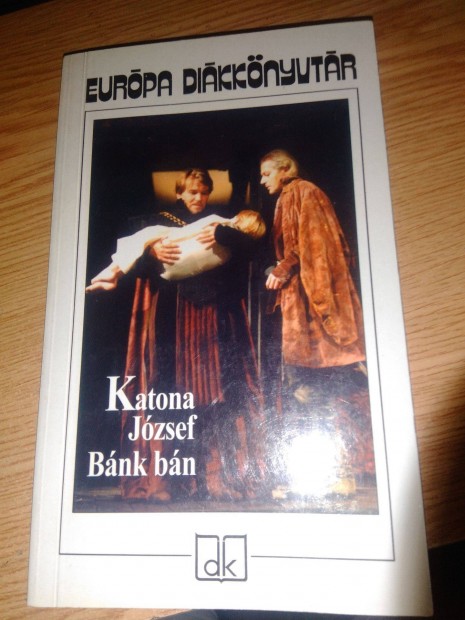 EURÓPA DIÁKKÖNYVTÁR
Katona
József
Bánk bán
dk